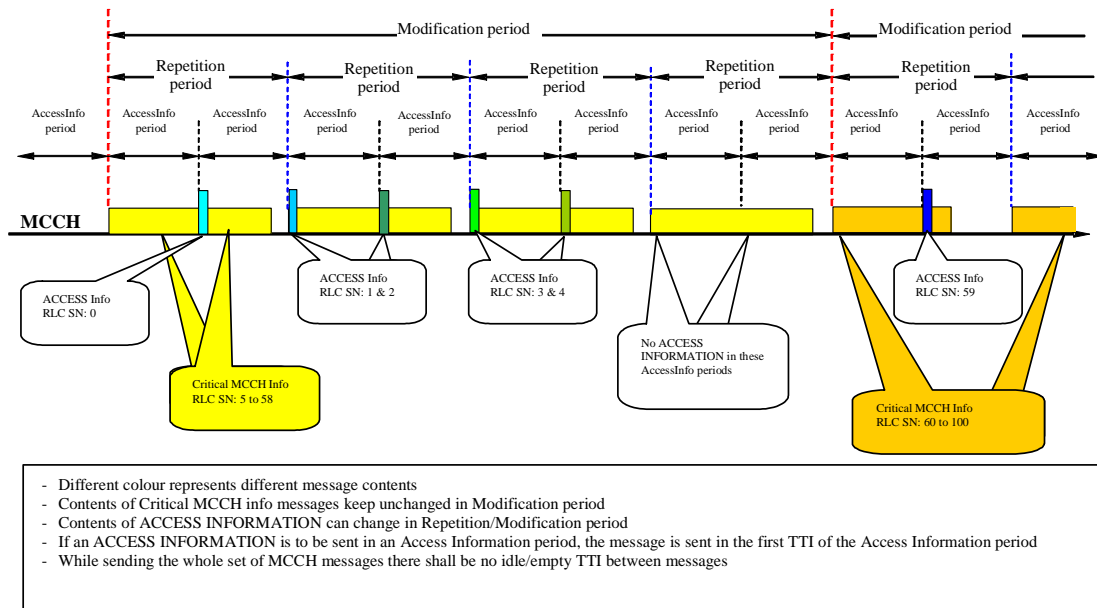 Modification period
Modification period
Repetition
period
Repetition
period
Repetition
period
Repetition
period
Repetition
period
AccessInfo
period
AccessInfo
period
AccessInfo
period
AccessInfo
period
AccessInfo
period
AccessInfo
period
AccessInfo
period
AccessInfo
period
AccessInfo
period
AccessInfo
period
AccessInfo
period
AccessInfo
period
MCCH
ACCESS Info
RLC SN: 0
ACCESS Info
RLC SN: 1 & 2
ACCESS Info
RLC SN: 3 & 4
ACCESS Info
RLC SN: 59
No ACCESS
INFORMATION in these
AccessInfo periods
Critical MCCH Info
RLC SN: 5 to 58
Critical MCCH Info
RLC SN: 60 to 100
- Different colour represents different message contents
- Contents of Critical MCCH info messages keep unchanged in Modification period
- Contents of ACCESS INFORMATION can change in Repetition/Modification period
- If an ACCESS INFORMATION is to be sent in an Access Information period, the message is sent in the first TTI of the Access Information period
- While sending the whole set of MCCH messages there shall be no idle/empty TTI between messages